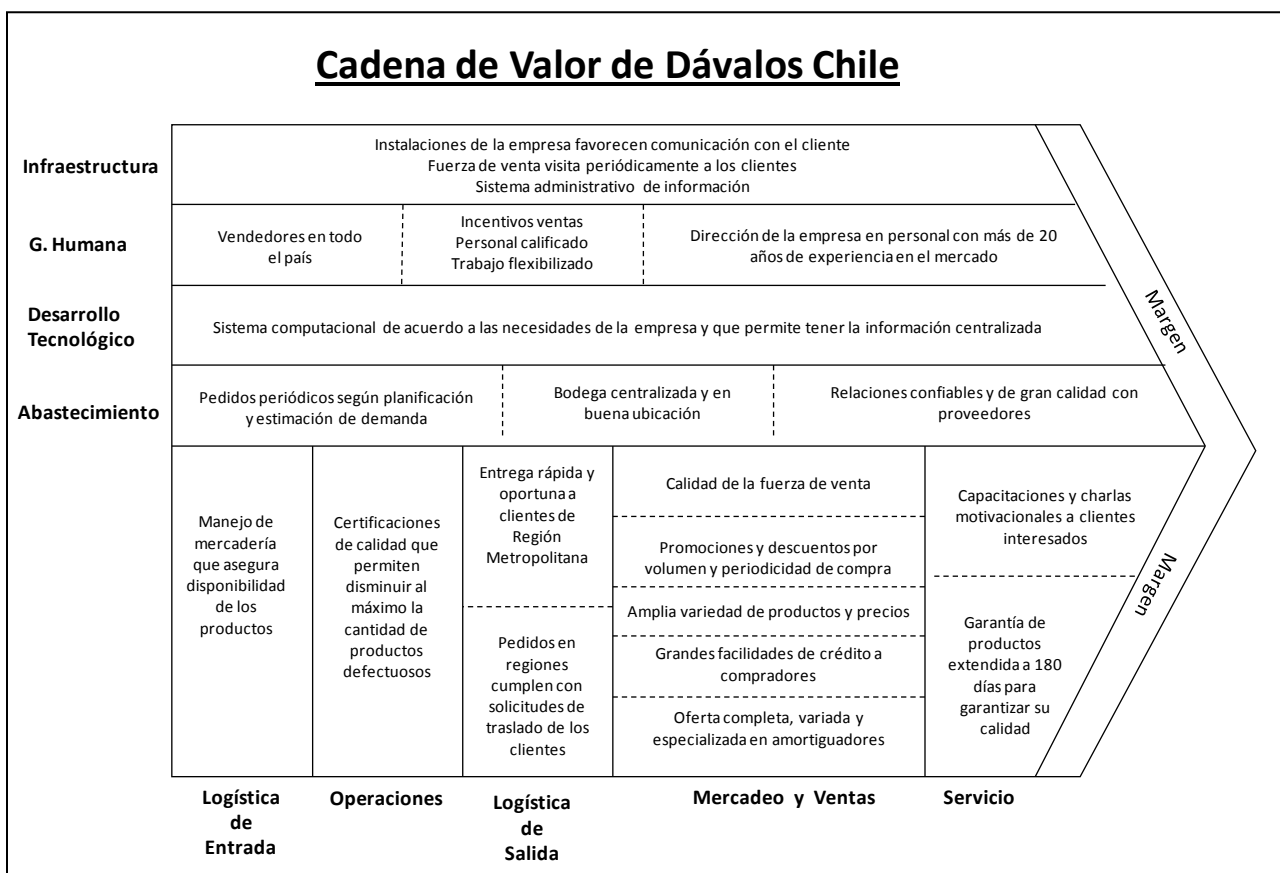 Cadena de Valor de Dávalos Chile
Infraestructura
Instalaciones de la empresa favorecen comunicación con el cliente
Fuerza de venta visita periódicamente a los clientes
Sistema administrativo de información
G. Humana
Vendedores en todo
el país
Incentivos ventas
Personal calificado
Trabajo flexibilizado
Dirección de la empresa en personal con más de 20
años de experiencia en el mercado
Desarrollo
Tecnológico
Sistema computacional de acuerdo a las necesidades de la empresa y que permite tener la información centralizada
Abastecimiento
Pedidos periódicos según planificación
y estimación de demanda
Bodega centralizada y en
buena ubicación
Relaciones confiables y de gran calidad con
proveedores
Margen
Manejo de
mercadería
que asegura
disponibilidad
de los
productos
Certificaciones
de calidad que
permiten
disminuir al
máximo la
cantidad de
productos
defectuosos
Entrega rápida y
oportuna a
clientes de
Región
Metropolitana
Pedidos en
regiones
cumplen con
solicitudes de
traslado de los
clientes
Calidad de la fuerza de venta
Promociones y descuentos por
volumen y periodicidad de compra
Amplia variedad de productos y precios
Grandes facilidades de crédito a
compradores
Oferta completa, variada y
especializada en amortiguadores
Capacitaciones y charlas
motivacionales a clientes
interesados
Garantía de
productos
extendida a 180
días para
garantizar su
calidad
Margen
Logística
de
Entrada
Operaciones
Logística
de
Salida
Mercadeo y Ventas
Servicio